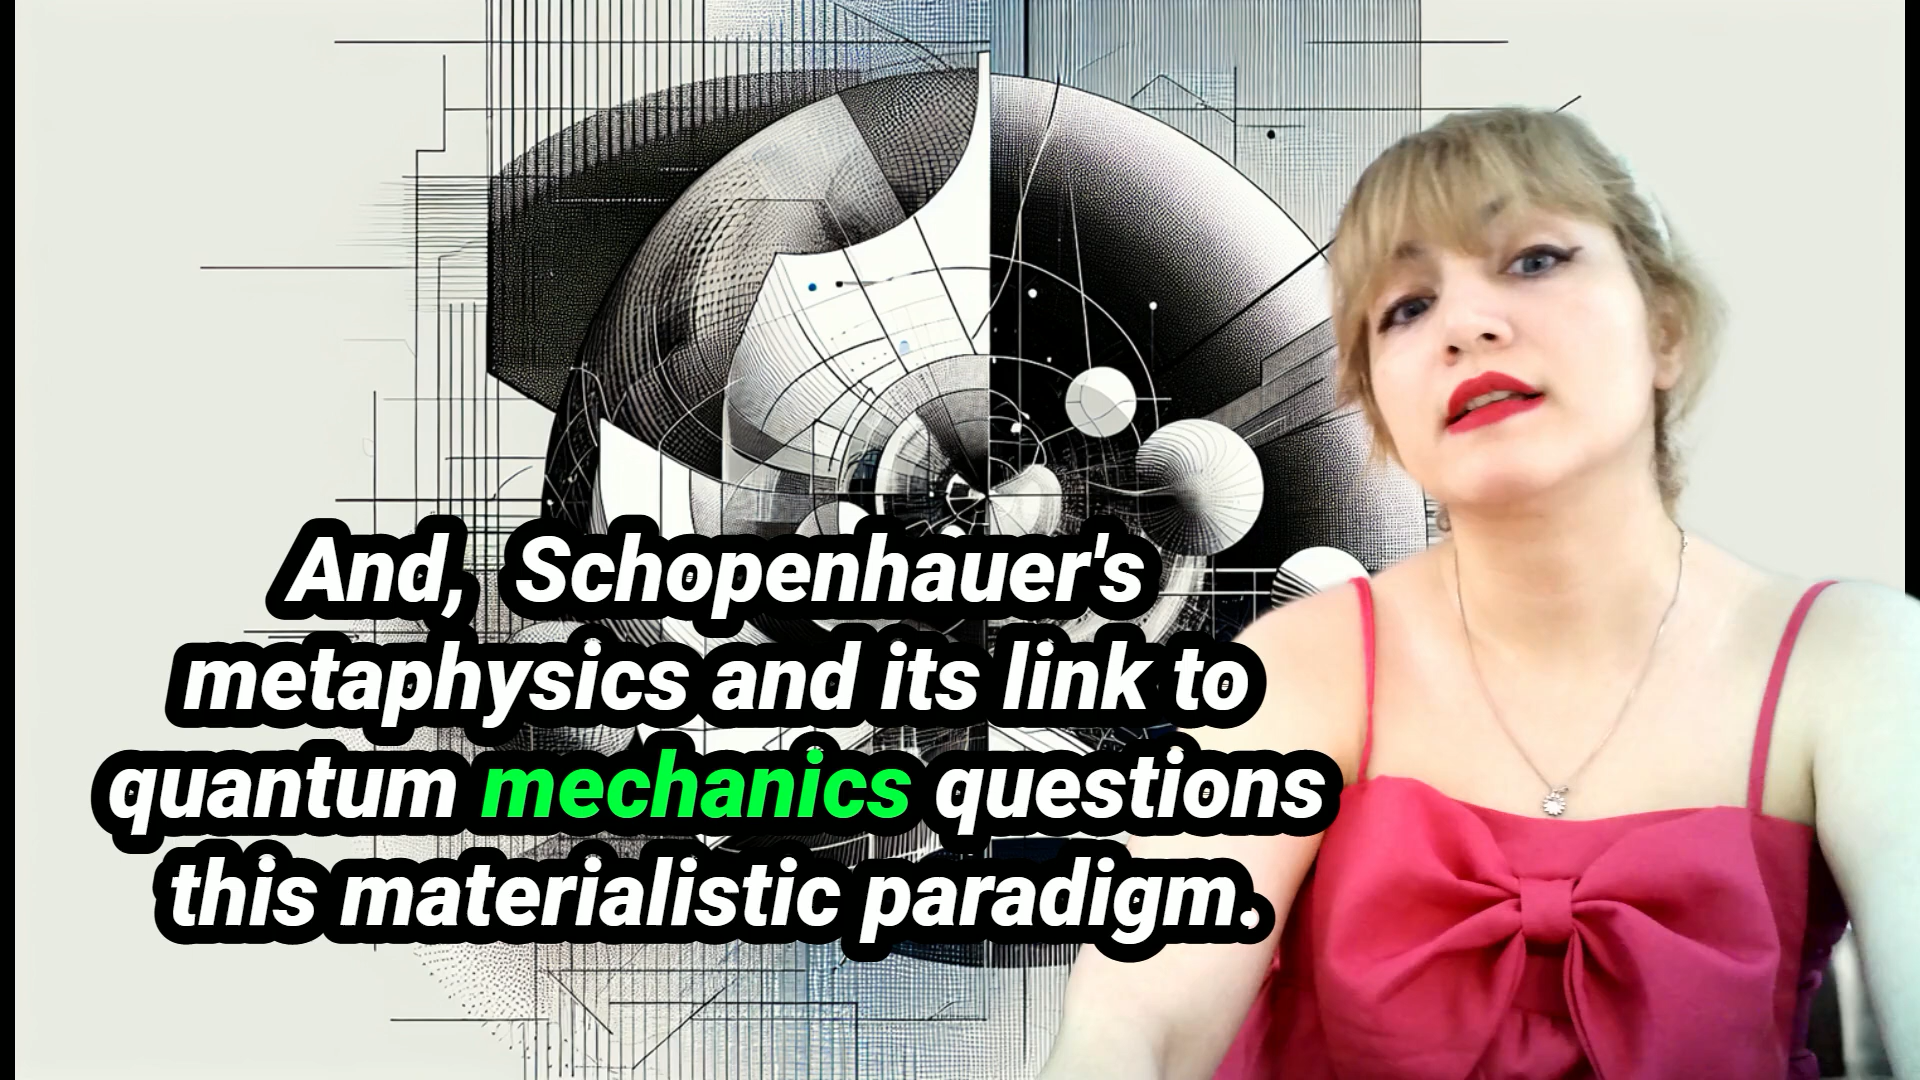 And, Schopenhauer's
metaphysics and its link to
quantum mechanics questions
this materialistic paradigm.